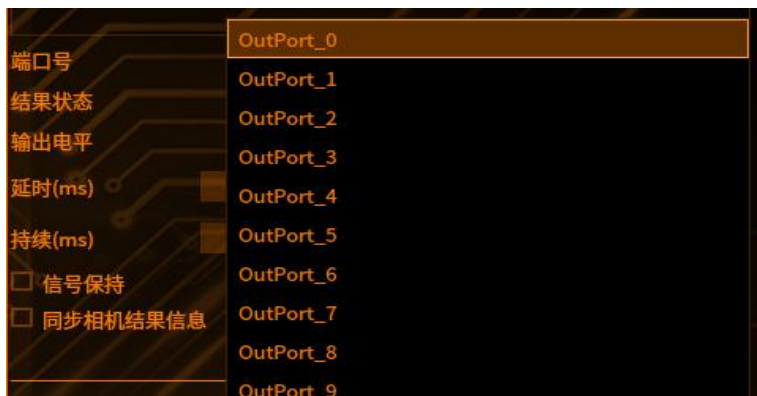 端口号
结果状态
输出电平
延时(ms)
持续(ms)
信号保持
同步相机结果信息
OutPort_0
OutPort_1
OutPort_2
OutPort_3
OutPort_4
OutPort_5
OutPort_6
OutPort_7
OutPort_8
OutPort_9